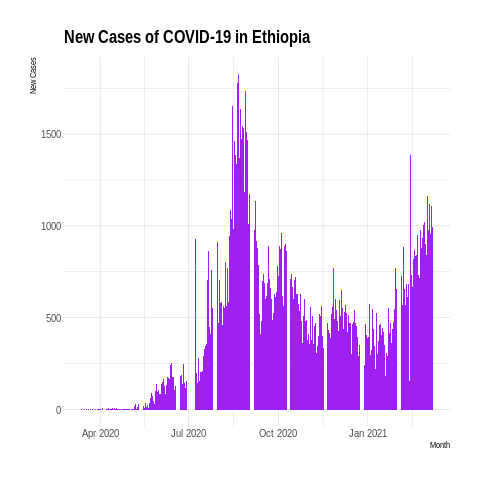 New Cases of COVID-19 in Ethiopia
New Cases
1500
1000
500
0
Apr 2020 Jul 2020 Oct 2020 Jan 2021
Month